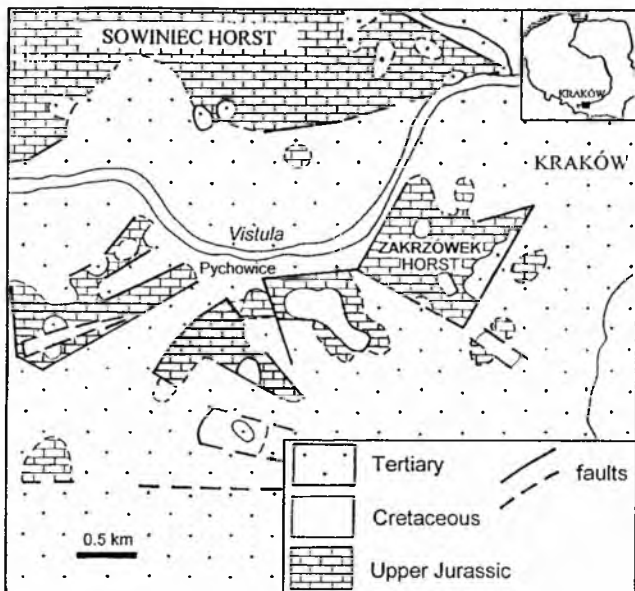 SOWINIEC HORST
KRAKÓW
KRAKÓW
Vistula
ZAKRZÓWEK
HORST
Pychowice
Tertiary
faults
Cretaceous
0.5 km
Upper Jurassic